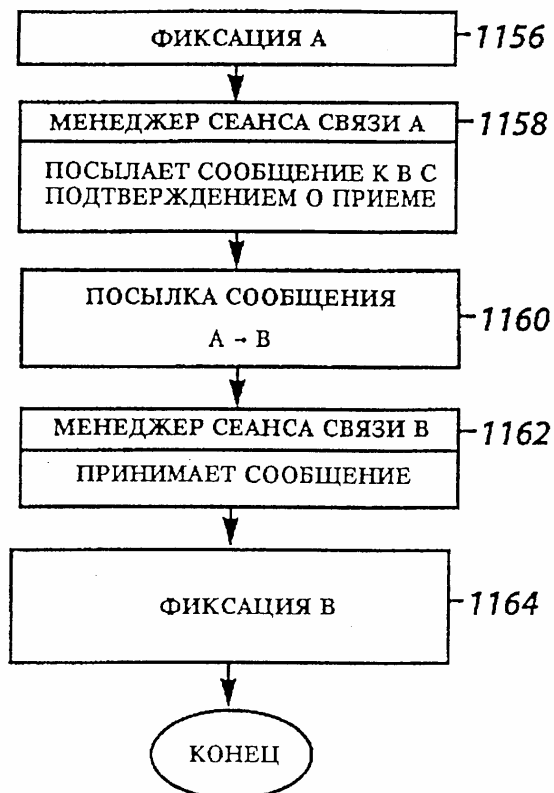 ФИКСАЦИЯ А
1156
МЕНЕДЖЕР СЕАНСА СВЯЗИ А
1158
ПОСЫЛАЕТ СООБЩЕНИЕ К В С
ПОДТВЕРЖДЕНИЕМ О ПРИЕМЕ
ПОСЫЛКА СООБЩЕНИЯ
1160
А → В
МЕНЕДЖЕР СЕАНСА СВЯЗИ В
1162
ПРИНИМАЕТ СООБЩЕНИЕ
ФИКСАЦИЯ В
1164
КОНЕЦ